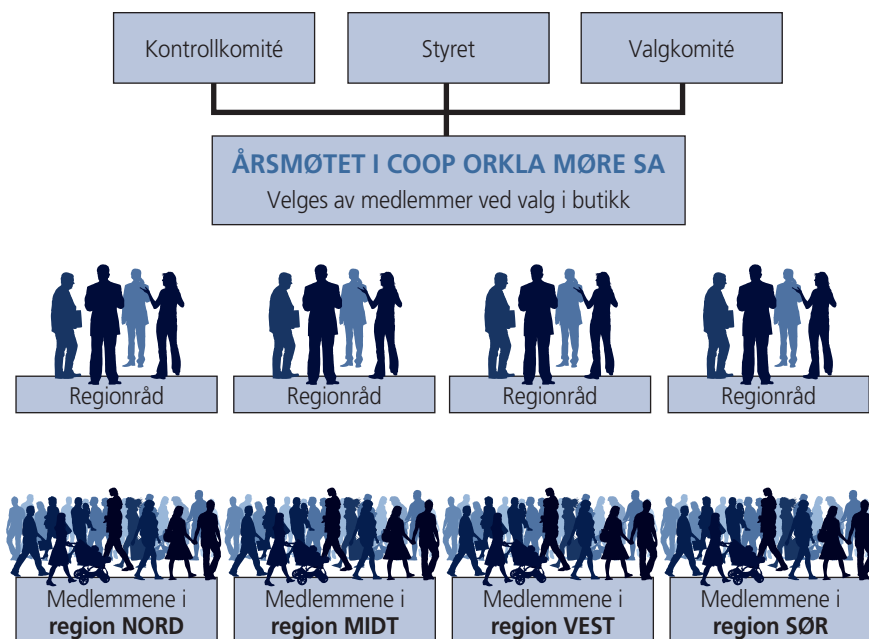 Kontrollkomité
Styret
Valgkomité
ÅRSMØTET I COOP ORKLA MØRE SA
Velges av medlemmer ved valg i butikk
Regionråd
Regionråd
Regionråd
Regionråd
Medlemmene i
region NORD
Medlemmene i
region MIDT
Medlemmene i
region VEST
Medlemmene i
region SØR